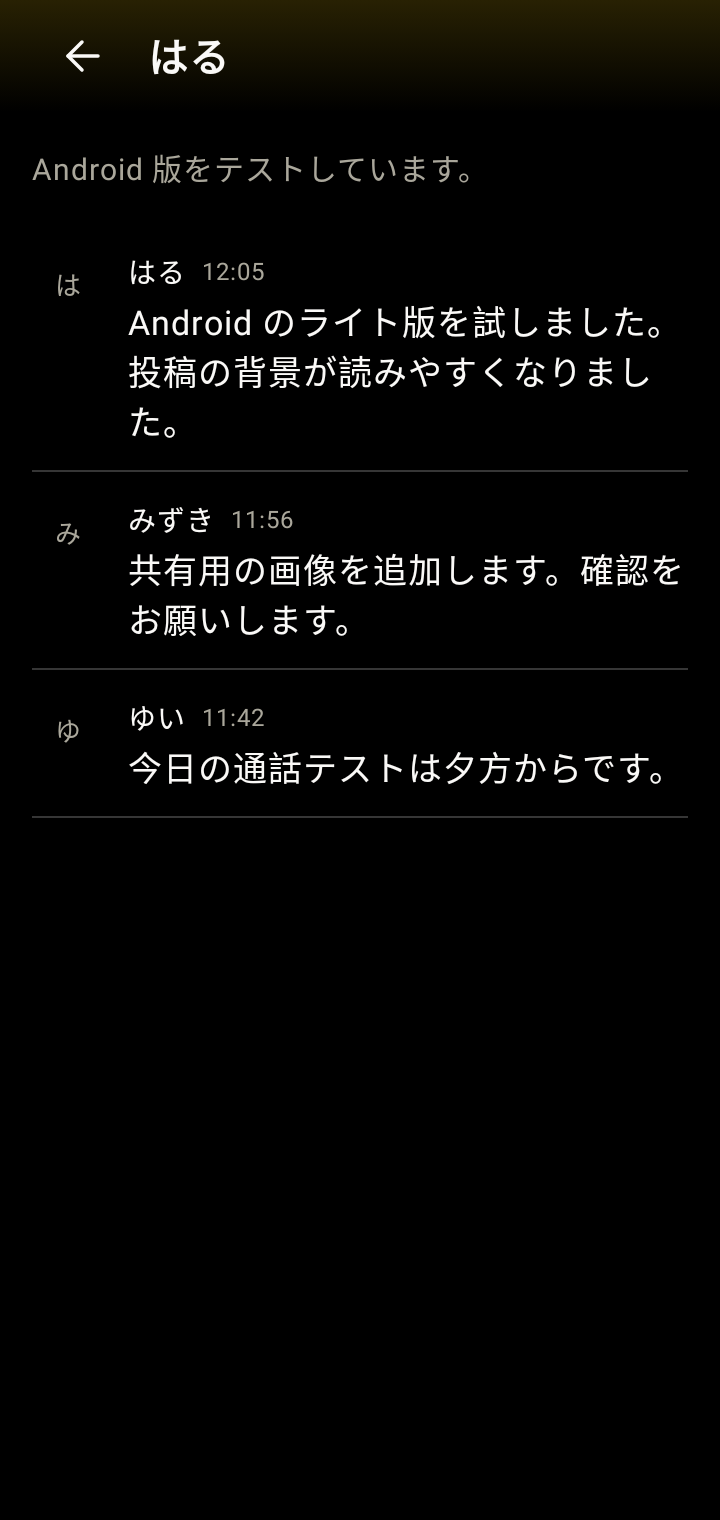 はる
Android 版をテストしています。
は
はる 12:05
Android のライト版を試しました。
投稿の背景が読みやすくなりまし
た。
み
みずき 11:56
共有用の画像を追加します。確認を
お願いします。
ゆ
ゆい 11:42
今日の通話テストは夕方からです。